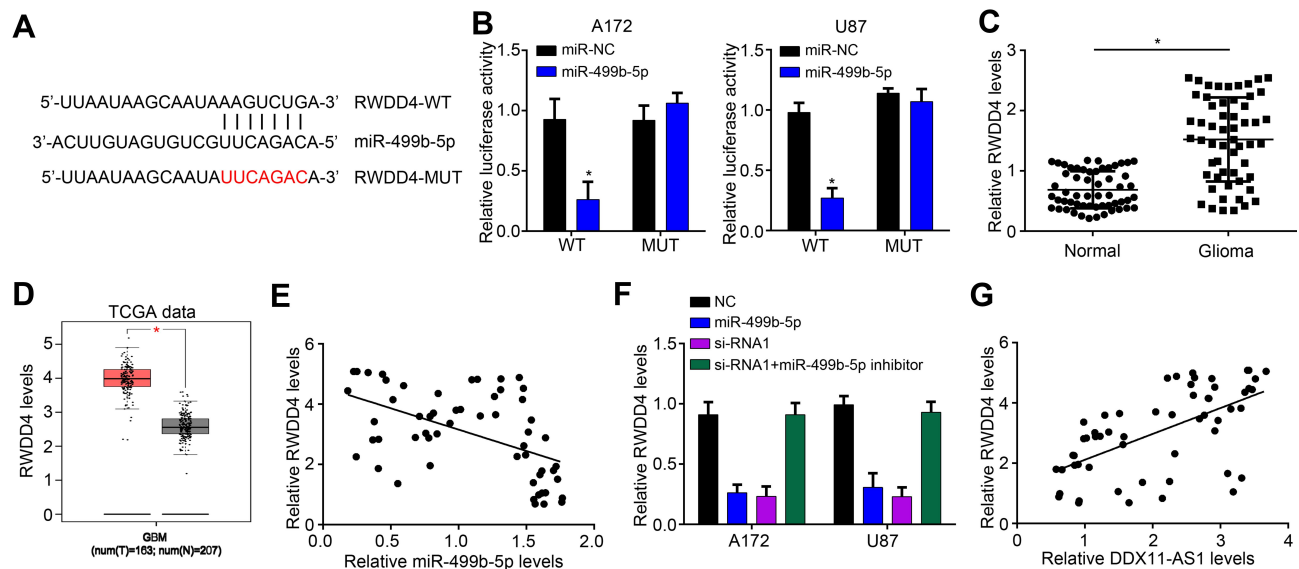 A
5’-UUAAUAAGCAAUAAAGUCUGA-3’ RWDD4-WT
3’-ACUUGUAGUGUCGUUCAGACA-5’ miR-499b-5p
5’-UUAAUAAGCAAUAUUCAGACA-3’ RWDD4-MUT
B
A172
Relative luciferase activity
1.5
1.0
0.5
0.0
miR-NC
miR-499b-5p
*
WT MUT
U87
Relative luciferase activity
1.5
1.0
0.5
0.0
miR-NC
miR-499b-5p
*
WT MUT
C
Relative RWDD4 levels
3
2
1
0
*
Normal Glioma
D
TCGA data
RWDD4 levels
5
4
3
2
1
0
*
GBM
(num(T)=163; num(N)=207)
E
Relative RWDD4 levels
6
4
2
0
0.0 0.5 1.0 1.5 2.0
Relative miR-499b-5p levels
F
NC
miR-499b-5p
si-RNA1
si-RNA1+miR-499b-5p inhibitor
Relative RWDD4 levels
1.5
1.0
0.5
0.0
A172 U87
G
Relative RWDD4 levels
6
4
2
0
0 1 2 3 4
Relative DDX11-AS1 levels